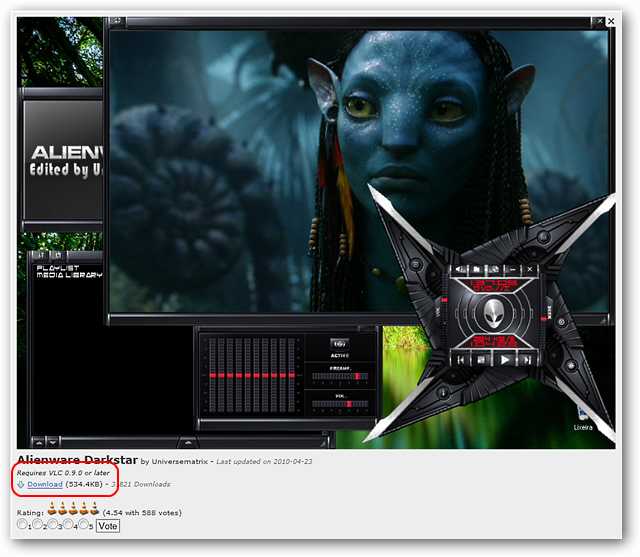 ALIENW
Edited by U
PLAYLIST
MEDIA LIBRARY
ACTIVE
PREAMP...
VOL...
Lixeira
Alienware Darkstar by Universematrix - Last updated on 2010-04-23
Requires VLC 0.9.0 or later
Download (534.4KB) - 3,821 Downloads
Rating: (4.54 with 588 votes)
1 2 3 4 5 Vote